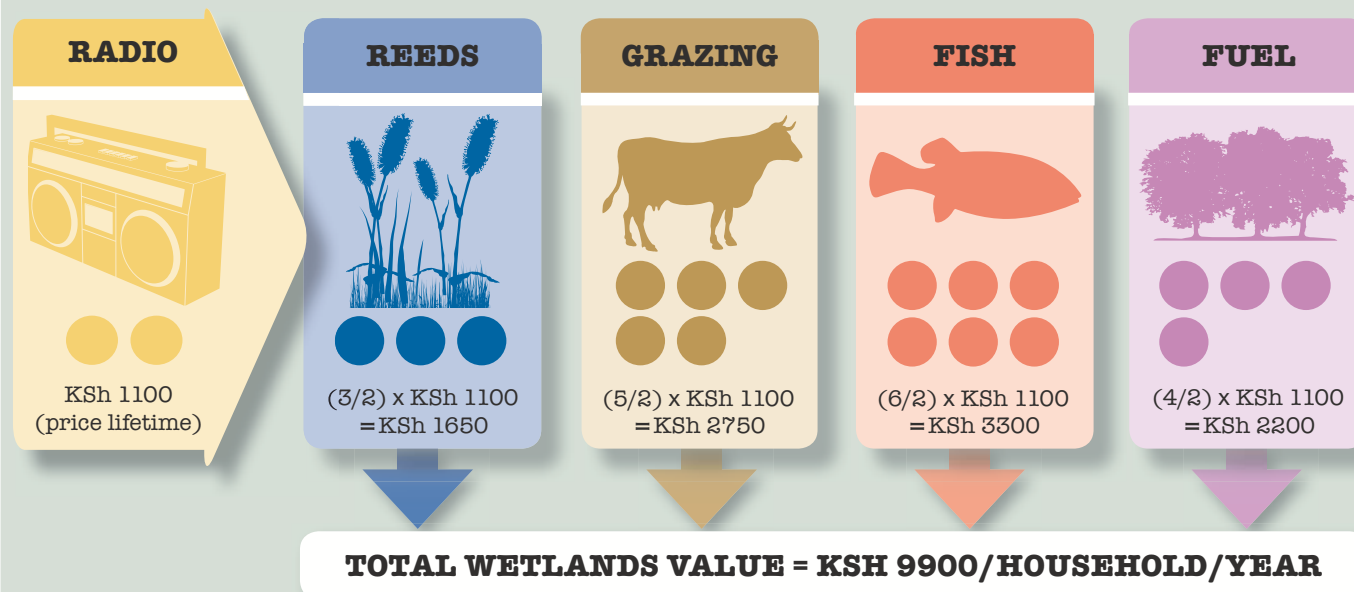 RADIO
KSh 1100
(price lifetime)
REEDS
(3/2) x KSh 1100
=KSh 1650
GRAZING
(5/2) x KSh 1100
=KSh 2750
FISH
(6/2) x KSh 1100
=KSh 3300
FUEL
(4/2) x KSh 1100
=KSh 2200
TOTAL WETLANDS VALUE = KSH 9900/HOUSEHOLD/YEAR